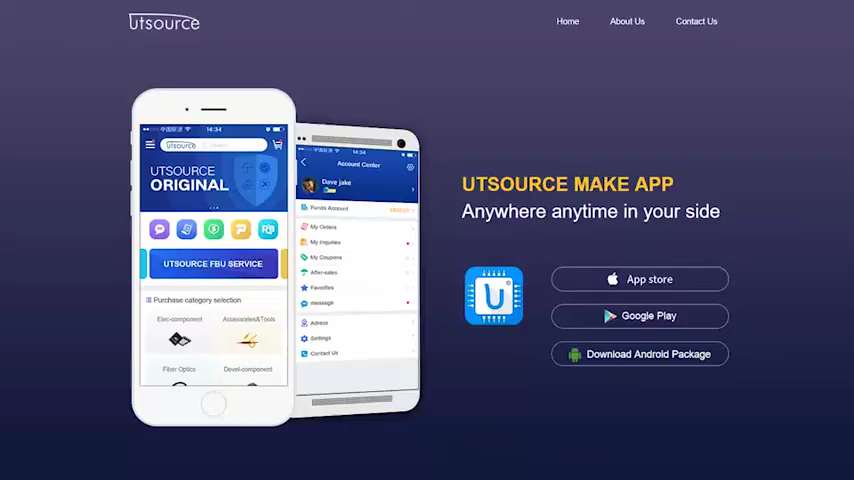 utsource
Home
About Us
Contact Us
14:34
utsource
UTSOURCE
ORIGINAL
UTSOURCE FBU SERVICE
Purchase category selection
Elec-component
Accessories&Tools
Fiber Optics
Devel-component
14:34
Account Center
Dave jake
Funds Account
My Orders
My Inquiries
My Coupons
After-sales
Favorites
message
Adress
Settings
Contact Us
UTSOURCE MAKE APP
Anywhere anytime in your side
U
App store
Google Play
Download Android Package